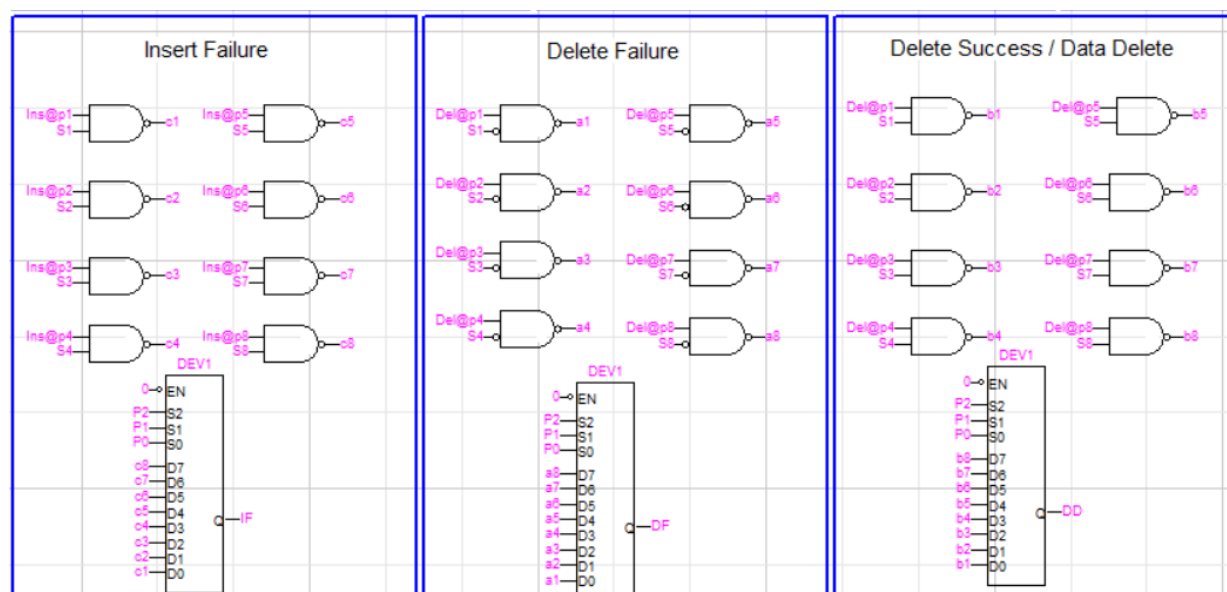 Insert Failure
Ins@p1
S1
c1
Ins@p5
S5
c5
Ins@p2
S2
c2
Ins@p6
S6
c6
Ins@p3
S3
c3
Ins@p7
S7
c7
Ins@p4
S4
c4
Ins@p8
S8
c8
DEV1
0 EN
P2 S2
P1 S1
P0 S0
c8 D7
c7 D6
c6 D5
c5 D4
c4 D3
c3 D2
c2 D1
c1 D0
Q IF
Delete Failure
Del@p1
S1
a1
Del@p5
S5
a5
Del@p2
S2
a2
Del@p6
S6
a6
Del@p3
S3
a3
Del@p7
S7
a7
Del@p4
S4
a4
Del@p8
S8
a8
DEV1
0 EN
P2 S2
P1 S1
P0 S0
a8 D7
a7 D6
a6 D5
a5 D4
a4 D3
a3 D2
a2 D1
a1 D0
Q DF
Delete Success / Data Delete
Del@p1
S1
b1
Del@p5
S5
b5
Del@p2
S2
b2
Del@p6
S6
b6
Del@p3
S3
b3
Del@p7
S7
b7
Del@p4
S4
b4
Del@p8
S8
b8
DEV1
0 EN
P2 S2
P1 S1
P0 S0
b8 D7
b7 D6
b6 D5
b5 D4
b4 D3
b3 D2
b2 D1
b1 D0
Q DD